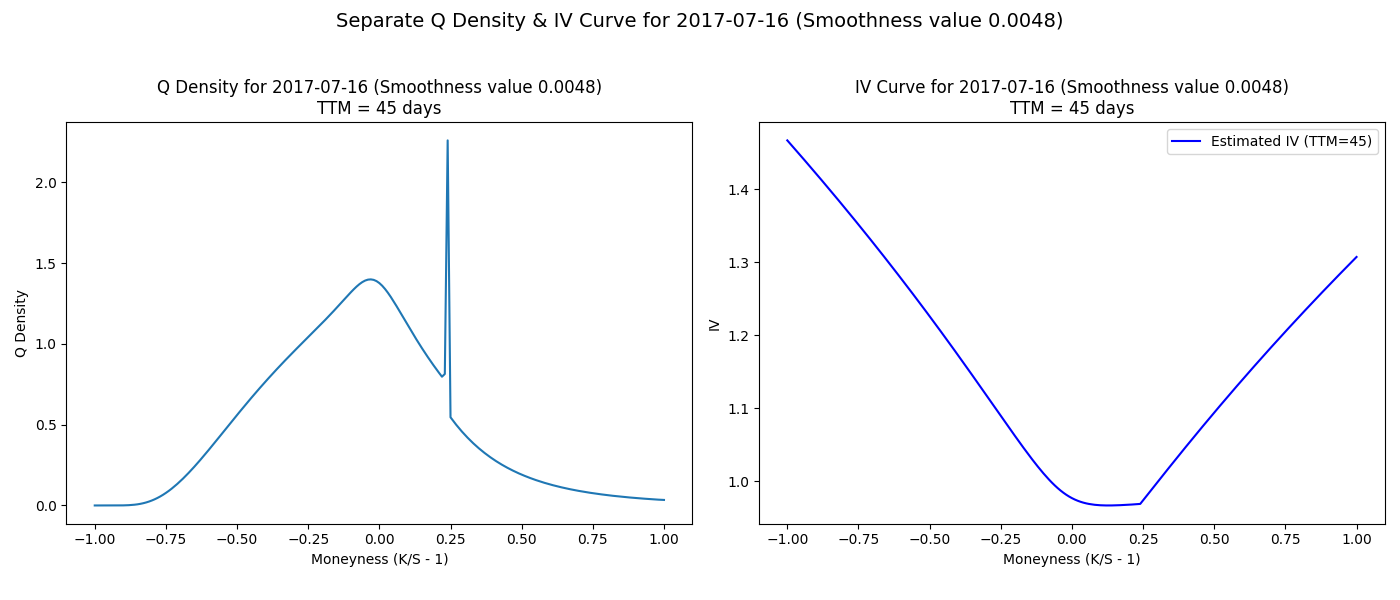 Separate Q Density & IV Curve for 2017-07-16 (Smoothness value 0.0048)
Q Density for 2017-07-16 (Smoothness value 0.0048)
TTM = 45 days
Q Density
2.0
1.5
1.0
0.5
0.0
−1.00 −0.75 −0.50 −0.25 0.00 0.25 0.50 0.75 1.00
Moneyness (K/S - 1)
IV Curve for 2017-07-16 (Smoothness value 0.0048)
TTM = 45 days
Estimated IV (TTM=45)
IV
1.4
1.3
1.2
1.1
1.0
−1.00 −0.75 −0.50 −0.25 0.00 0.25 0.50 0.75 1.00
Moneyness (K/S - 1)